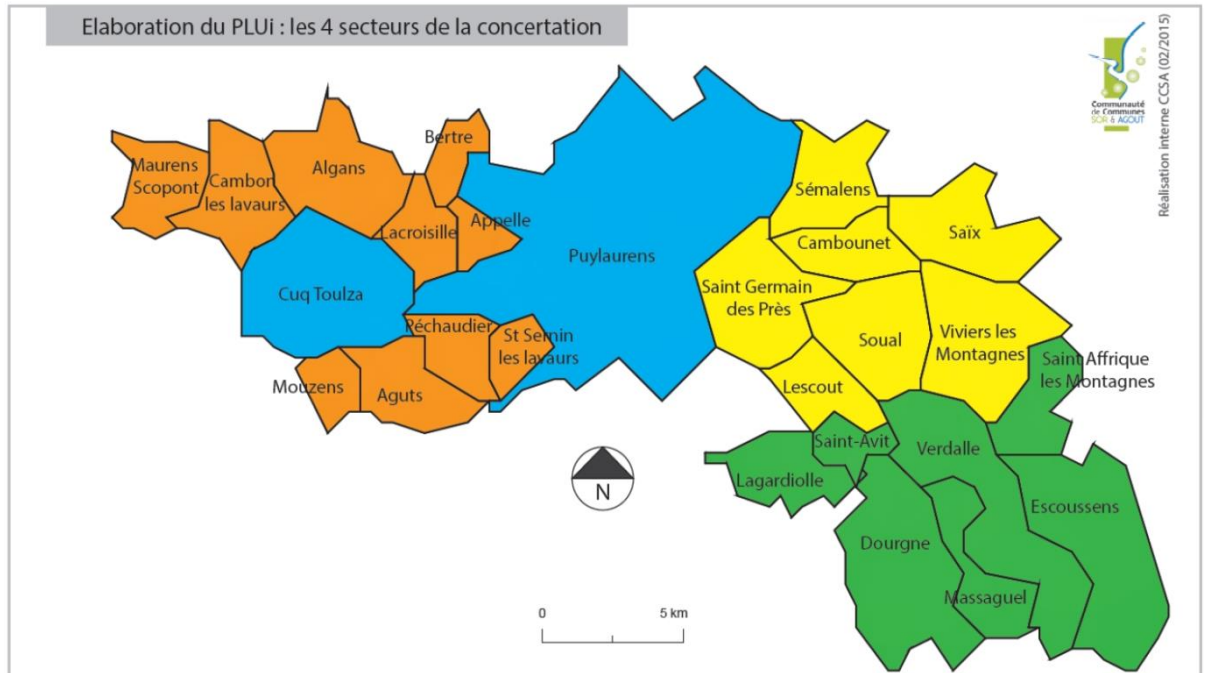 Elaboration du PLUi : les 4 secteurs de la concertation
Communauté
de Communes
SOR & AGOUT
Réalisation interne CCSA (02/2015)
Bertre
Maurens
Scopont
Cambon
les lavaurs
Algans
Sémalens
Lacroisille
Appelle
Cambounet
Saïx
Puylaurens
Cuq Toulza
Saint Germain
des Près
Péchaudier
St Sernin
les lavaurs
Soual
Viviers les
Montagnes
Saint Affrique
les Montagnes
Mouzens
Aguts
Lescout
Saint-Avit
Verdalle
Lagardiolle
Escoussens
N
Dourgne
Massaguel
0
5 km